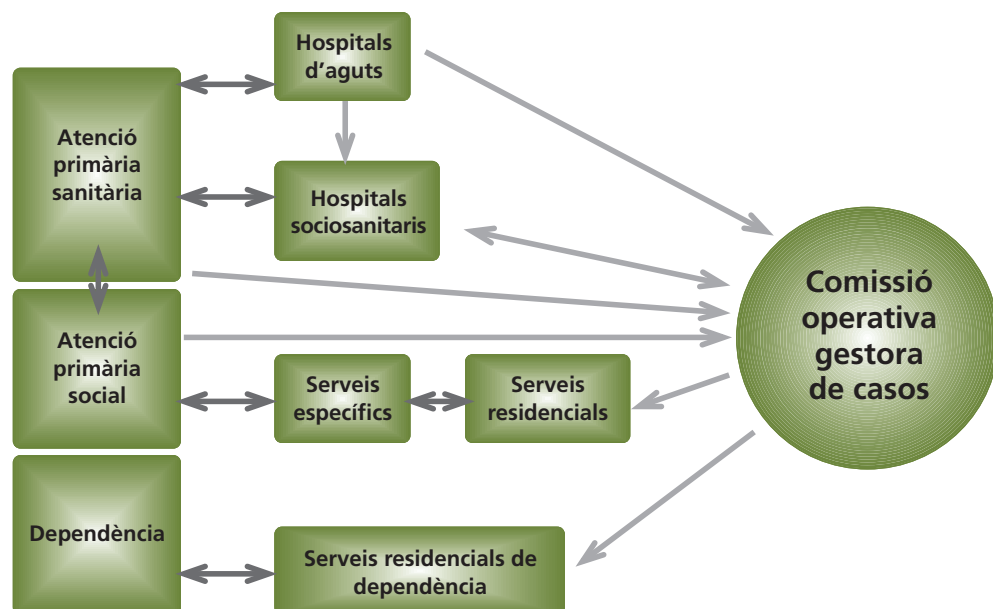 Hospitals
d'aguts
Atenció
primària
sanitària
Hospitals
sociosanitaris
Comissió
operativa
gestora
de casos
Atenció
primària
social
Serveis
específics
Serveis
residencials
Dependència
Serveis residencials de
dependència